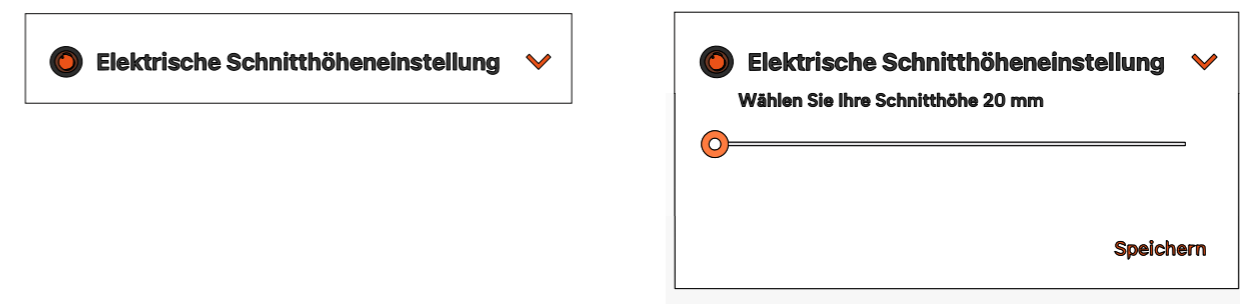 Elektrische Schnitthöheneinstellung
Elektrische Schnitthöheneinstellung
Wählen Sie Ihre Schnitthöhe 20 mm
Speichern